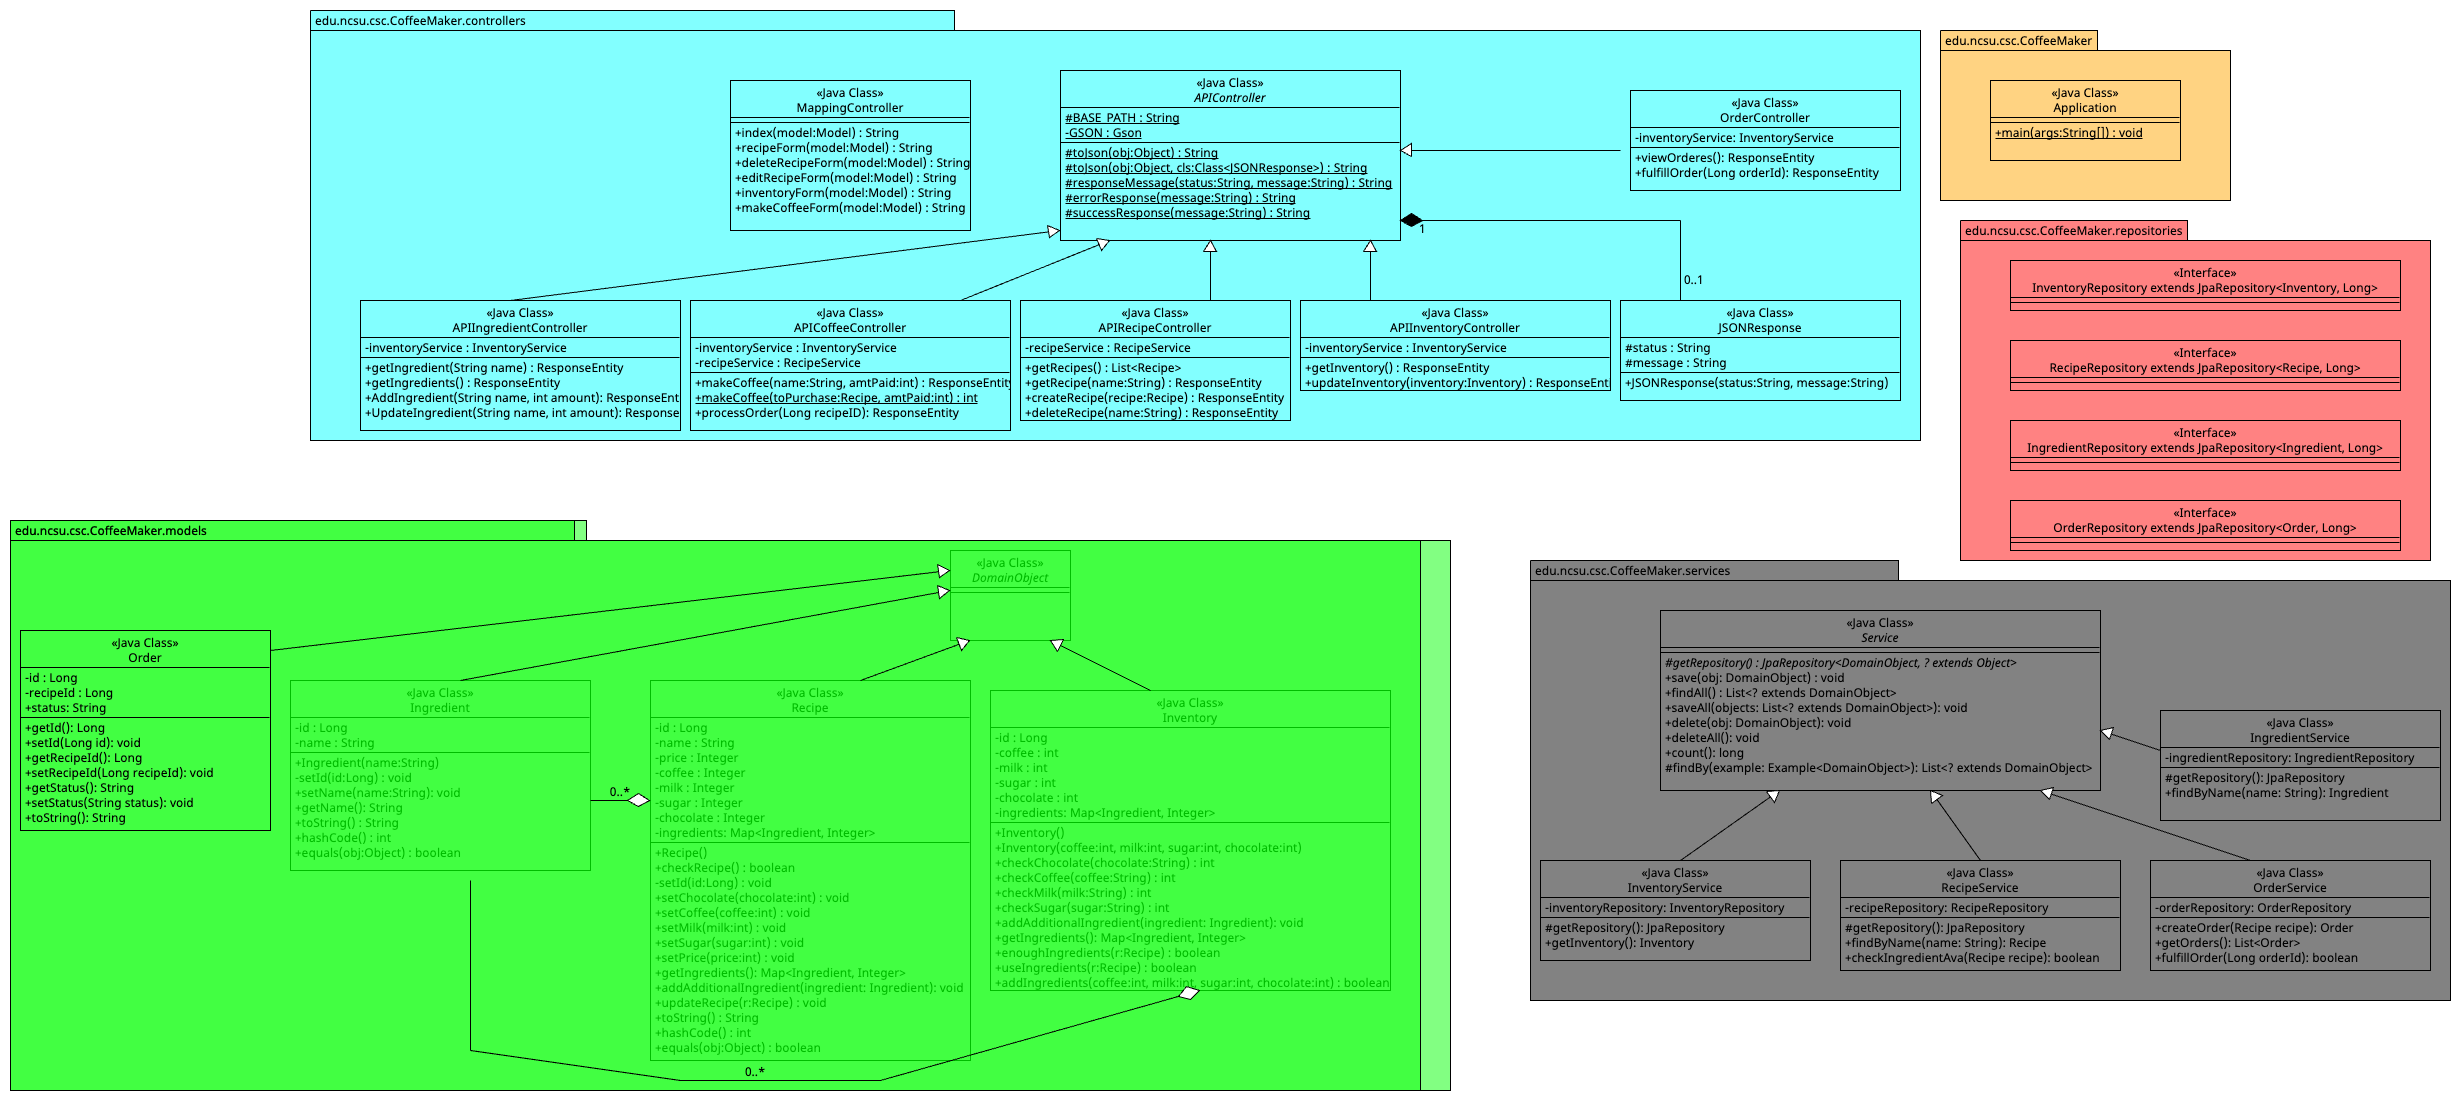 edu.ncsu.csc.CoffeeMaker.controllers
«Java Class»
MappingController
+index(model:Model) : String
+recipeForm(model:Model) : String
+deleteRecipeForm(model:Model) : String
+editRecipeForm(model:Model) : String
+inventoryForm(model:Model) : String
+makeCoffeeForm(model:Model) : String
«Java Class»
APIController
#BASE_PATH : String
-GSON : Gson
#toJson(obj:Object) : String
#toJson(obj:Object, cls:Class<JSONResponse>) : String
#responseMessage(status:String, message:String) : String
#errorResponse(message:String) : String
#successResponse(message:String) : String
«Java Class»
OrderController
-inventoryService: InventoryService
+viewOrderes(): ResponseEntity
+fulfillOrder(Long orderId): ResponseEntity
1
0..1
«Java Class»
APIIngredientController
-inventoryService : InventoryService
+getIngredient(String name) : ResponseEntity
+getIngredients() : ResponseEntity
+AddIngredient(String name, int amount): ResponseEnt
+UpdateIngredient(String name, int amount): Response
«Java Class»
APICoffeeController
-inventoryService : InventoryService
-recipeService : RecipeService
+makeCoffee(name:String, amtPaid:int) : ResponseEntity
+makeCoffee(toPurchase:Recipe, amtPaid:int) : int
+processOrder(Long recipeID): ResponseEntity
«Java Class»
APIRecipeController
-recipeService : RecipeService
+getRecipes() : List<Recipe>
+getRecipe(name:String) : ResponseEntity
+createRecipe(recipe:Recipe) : ResponseEntity
+deleteRecipe(name:String) : ResponseEntity
«Java Class»
APIInventoryController
-inventoryService : InventoryService
+getInventory() : ResponseEntity
+updateInventory(inventory:Inventory) : ResponseEnti
«Java Class»
JSONResponse
#status : String
#message : String
+JSONResponse(status:String, message:String)
edu.ncsu.csc.CoffeeMaker
«Java Class»
Application
+main(args:String[]) : void
edu.ncsu.csc.CoffeeMaker.repositories
«Interface»
InventoryRepository extends JpaRepository<Inventory, Long>
«Interface»
RecipeRepository extends JpaRepository<Recipe, Long>
«Interface»
IngredientRepository extends JpaRepository<Ingredient, Long>
«Interface»
OrderRepository extends JpaRepository<Order, Long>
edu.ncsu.csc.CoffeeMaker.models
«Java Class»
DomainObject
«Java Class»
Order
-id : Long
-recipeId : Long
+status: String
+getId(): Long
+setId(Long id): void
+getRecipeId(): Long
+setRecipeId(Long recipeId): void
+getStatus(): String
+setStatus(String status): void
+toString(): String
«Java Class»
Ingredient
-id : Long
-name : String
+Ingredient(name:String)
-setId(id:Long) : void
+setName(name:String): void
+getName(): String
+toString() : String
+hashCode() : int
+equals(obj:Object) : boolean
0..*
«Java Class»
Recipe
-id : Long
-name : String
-price : Integer
-coffee : Integer
-milk : Integer
-sugar : Integer
-chocolate : Integer
-ingredients: Map<Ingredient, Integer>
+Recipe()
+checkRecipe() : boolean
-setId(id:Long) : void
+setChocolate(chocolate:int) : void
+setCoffee(coffee:int) : void
+setMilk(milk:int) : void
+setSugar(sugar:int) : void
+setPrice(price:int) : void
+getIngredients(): Map<Ingredient, Integer>
+addAdditionalIngredient(ingredient: Ingredient): void
+updateRecipe(r:Recipe) : void
+toString() : String
+hashCode() : int
+equals(obj:Object) : boolean
«Java Class»
Inventory
-id : Long
-coffee : int
-milk : int
-sugar : int
-chocolate : int
-ingredients: Map<Ingredient, Integer>
+Inventory()
+Inventory(coffee:int, milk:int, sugar:int, chocolate:int)
+checkChocolate(chocolate:String) : int
+checkCoffee(coffee:String) : int
+checkMilk(milk:String) : int
+checkSugar(sugar:String) : int
+addAdditionalIngredient(ingredient: Ingredient): void
+getIngredients(): Map<Ingredient, Integer>
+enoughIngredients(r:Recipe) : boolean
+useIngredients(r:Recipe) : boolean
+addIngredients(coffee:int, milk:int, sugar:int, chocolate:int) : boolean
0..*
edu.ncsu.csc.CoffeeMaker.services
«Java Class»
Service
#getRepository() : JpaRepository<DomainObject, ? extends Object>
+save(obj: DomainObject) : void
+findAll() : List<? extends DomainObject>
+saveAll(objects: List<? extends DomainObject>): void
+delete(obj: DomainObject): void
+deleteAll(): void
+count(): long
#findBy(example: Example<DomainObject>): List<? extends DomainObject>
«Java Class»
IngredientService
-ingredientRepository: IngredientRepository
#getRepository(): JpaRepository
+findByName(name: String): Ingredient
«Java Class»
InventoryService
-inventoryRepository: InventoryRepository
#getRepository(): JpaRepository
+getInventory(): Inventory
«Java Class»
RecipeService
-recipeRepository: RecipeRepository
#getRepository(): JpaRepository
+findByName(name: String): Recipe
+checkIngredientAva(Recipe recipe): boolean
«Java Class»
OrderService
-orderRepository: OrderRepository
+createOrder(Recipe recipe): Order
+getOrders(): List<Order>
+fulfillOrder(Long orderId): boolean